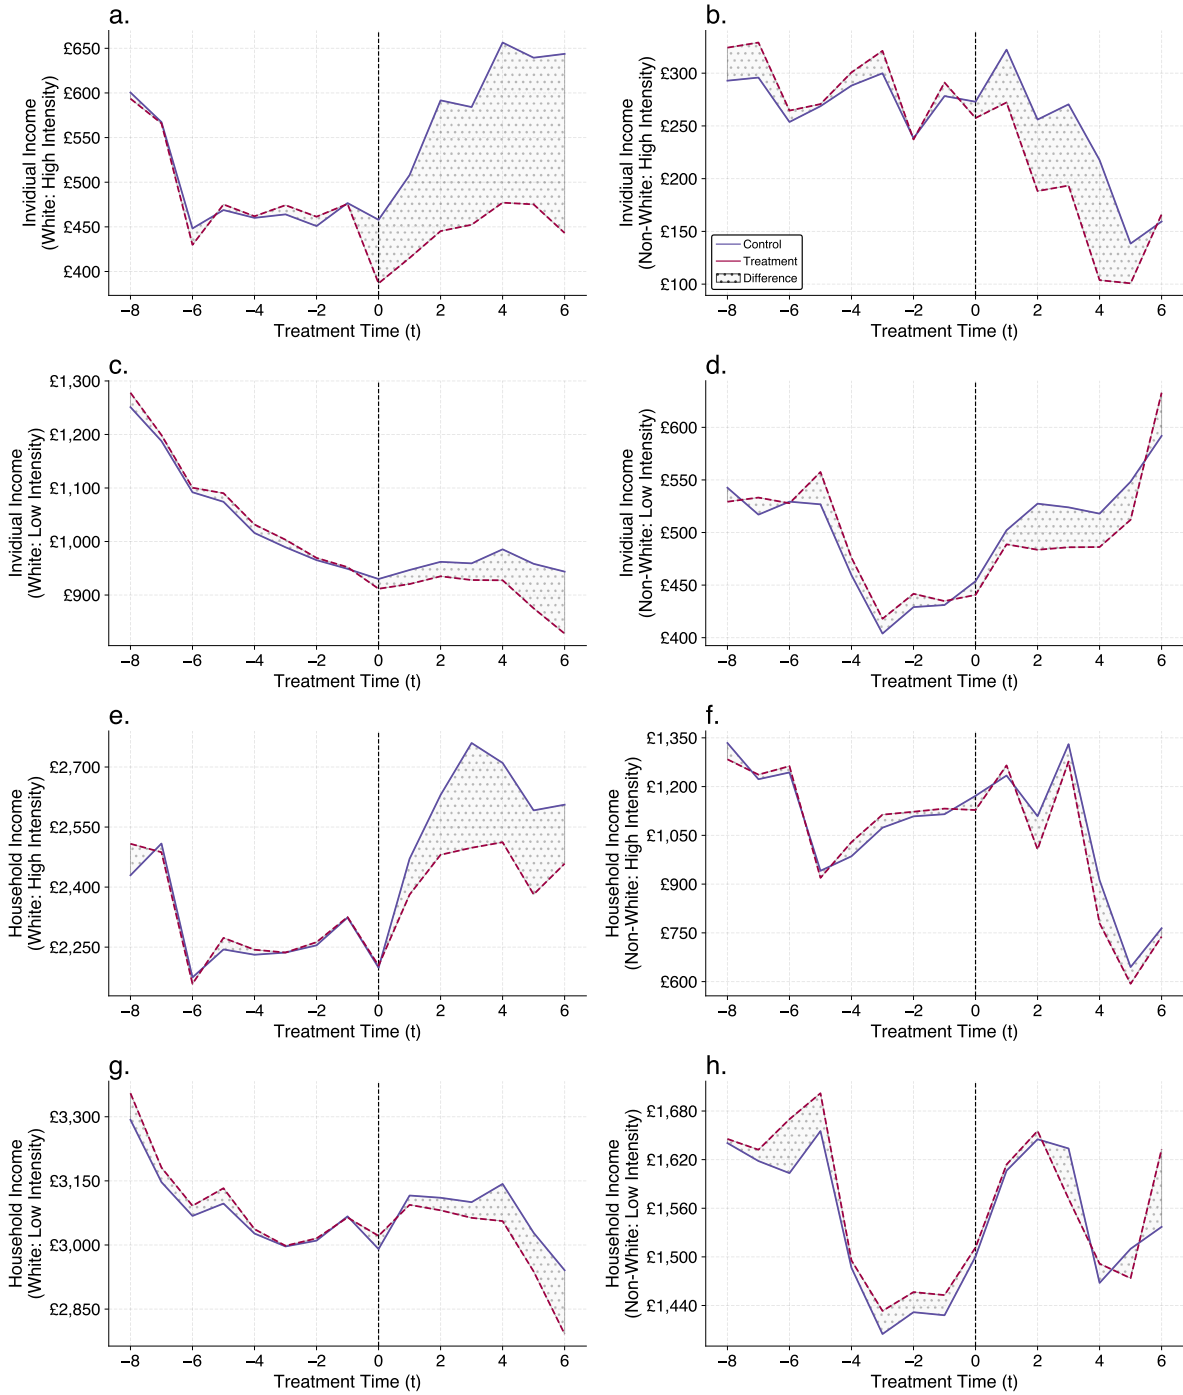 a.
£650
£600
£550
£500
£450
£400
Invidiual Income
(White: High Intensity)
−8 −6 −4 −2 0 2 4 6
Treatment Time (t)
b.
£300
£250
£200
£150
£100
Invidiual Income
(Non-White: High Intensity)
Control
Treatment
Difference
−8 −6 −4 −2 0 2 4 6
Treatment Time (t)
c.
£1,300
£1,200
£1,100
£1,000
£900
Invidiual Income
(White: Low Intensity)
−8 −6 −4 −2 0 2 4 6
Treatment Time (t)
d.
£600
£550
£500
£450
£400
Invidiual Income
(Non-White: Low Intensity)
−8 −6 −4 −2 0 2 4 6
Treatment Time (t)
e.
£2,700
£2,550
£2,400
£2,250
Household Income
(White: High Intensity)
−8 −6 −4 −2 0 2 4 6
Treatment Time (t)
f.
£1,350
£1,200
£1,050
£900
£750
£600
Household Income
(Non-White: High Intensity)
−8 −6 −4 −2 0 2 4 6
Treatment Time (t)
g.
£3,300
£3,150
£3,000
£2,850
Household Income
(White: Low Intensity)
−8 −6 −4 −2 0 2 4 6
Treatment Time (t)
h.
£1,680
£1,620
£1,560
£1,500
£1,440
Household Income
(Non-White: Low Intensity)
−8 −6 −4 −2 0 2 4 6
Treatment Time (t)